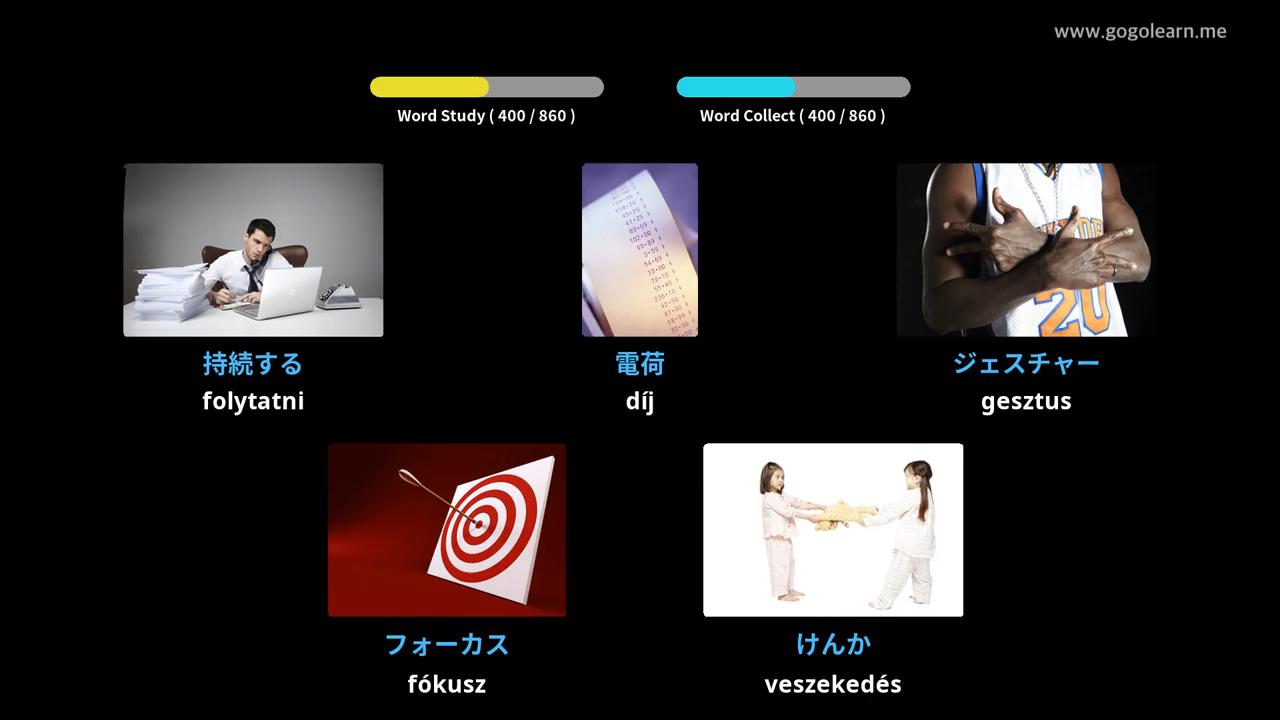 www.gogolearn.me
Word Study ( 400 / 860 )
Word Collect ( 400 / 860 )
持続する
電荷
ジェスチャー
folytatni
díj
gesztus
フォーカス
けんか
fókusz
veszekedés
20